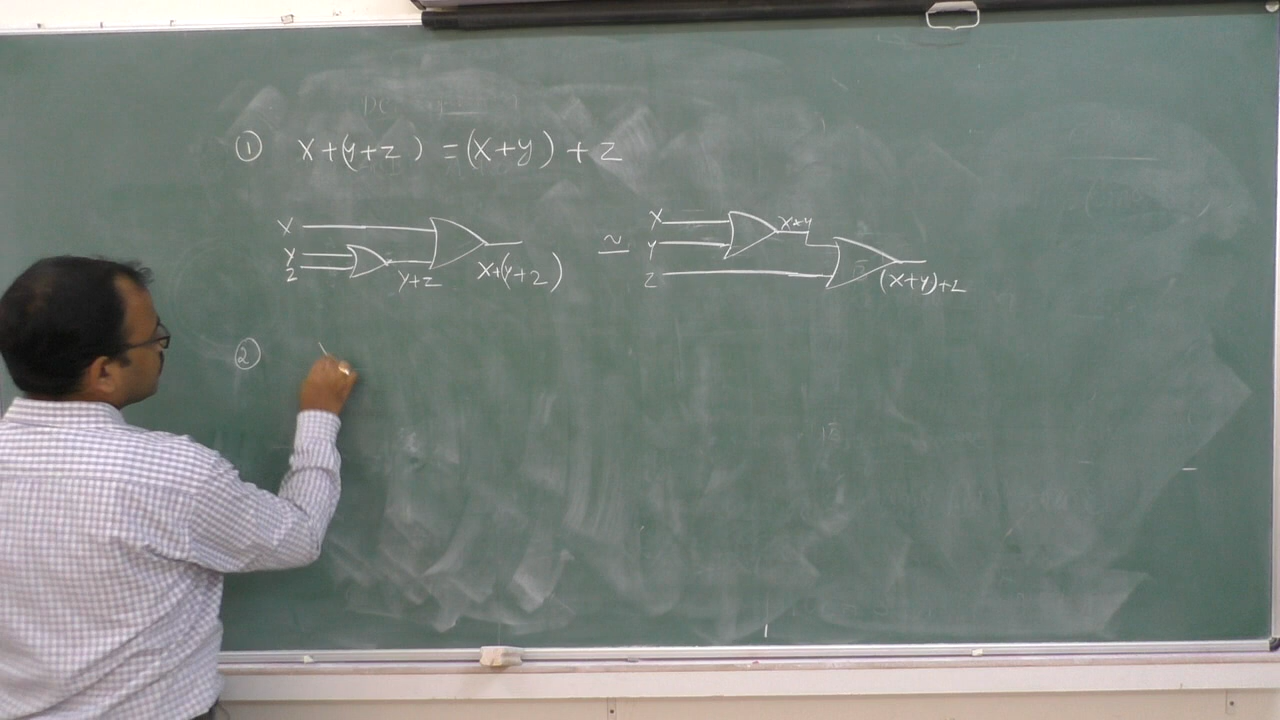 ① X+(y+z) = (X+y) + Z
X
Y
Z
Y+Z
X+(Y+Z)
≃
X
Y
Z
X+Y
(X+Y)+Z
②